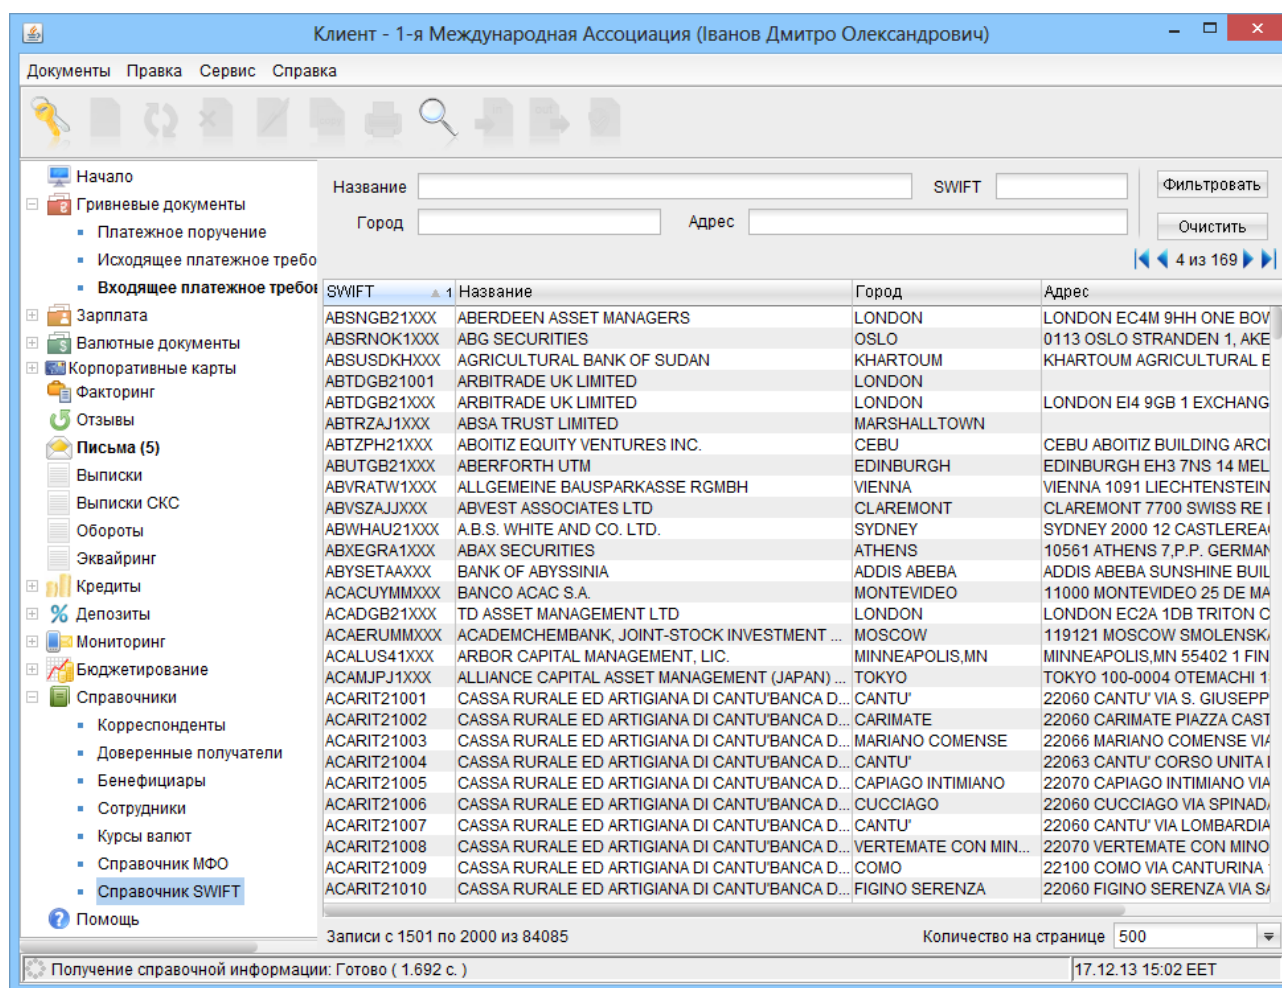 Клиент - 1-я Международная Ассоциация (Іванов Дмитро Олександрович)
Документы Правка Сервис Справка
Начало
Гривневые документы
Платежное поручение
Исходящее платежное требо
Входящее платежное требов
Зарплата
Валютные документы
Корпоративные карты
Факторинг
Отзывы
Письма (5)
Выписки
Выписки СКС
Обороты
Эквайринг
Кредиты
Депозиты
Мониторинг
Бюджетирование
Справочники
Корреспонденты
Доверенные получатели
Бенефициары
Сотрудники
Курсы валют
Справочник МФО
Справочник SWIFT
Помощь
Название SWIFT Фильтровать
Город Адрес Очистить
4 из 169
SWIFT 1 Название Город Адрес
ABSNGB21XXX ABERDEEN ASSET MANAGERS LONDON LONDON EC4M 9HH ONE BOW
ABSRNOK1XXX ABG SECURITIES OSLO 0113 OSLO STRANDEN 1, AKE
ABSUSDKHXXX AGRICULTURAL BANK OF SUDAN KHARTOUM KHARTOUM AGRICULTURAL B
ABTDGB21001 ARBITRADE UK LIMITED LONDON
ABTDGB21XXX ARBITRADE UK LIMITED LONDON LONDON EI4 9GB 1 EXCHANG
ABTRZAJ1XXX ABSA TRUST LIMITED MARSHALLTOWN
ABTZPH21XXX ABOITIZ EQUITY VENTURES INC. CEBU CEBU ABOITIZ BUILDING ARCI
ABUTGB21XXX ABERFORTH UTM EDINBURGH EDINBURGH EH3 7NS 14 MEL
ABVRATW1XXX ALLGEMEINE BAUSPARKASSE RGMBH VIENNA VIENNA 1091 LIECHTENSTEIN
ABVSZAJJXXX ABVEST ASSOCIATES LTD CLAREMONT CLAREMONT 7700 SWISS RE
ABWHAU21XXX A.B.S. WHITE AND CO. LTD. SYDNEY SYDNEY 2000 12 CASTLEREA
ABXEGRA1XXX ABAX SECURITIES ATHENS 10561 ATHENS 7,P.P. GERMAN
ABYSETAAXXX BANK OF ABYSSINIA ADDIS ABEBA ADDIS ABEBA SUNSHINE BUIL
ACACUYMMXXX BANCO ACAC S.A. MONTEVIDEO 11000 MONTEVIDEO 25 DE MA
ACADGB21XXX TD ASSET MANAGEMENT LTD LONDON LONDON EC2A 1DB TRITON C
ACAERUMMXXX ACADEMCHEMBANK, JOINT-STOCK INVESTMENT ... MOSCOW 119121 MOSCOW SMOLENSK
ACALUS41XXX ARBOR CAPITAL MANAGEMENT, LIC. MINNEAPOLIS,MN MINNEAPOLIS,MN 55402 1 FIN
ACAMJPJ1XXX ALLIANCE CAPITAL ASSET MANAGEMENT (JAPAN) ... TOKYO TOKYO 100-0004 OTEMACHI 1
ACARIT21001 CASSA RURALE ED ARTIGIANA DI CANTU'BANCA D... CANTU' 22060 CANTU' VIA S. GIUSEPP
ACARIT21002 CASSA RURALE ED ARTIGIANA DI CANTU'BANCA D... CARIMATE 22060 CARIMATE PIAZZA CAST
ACARIT21003 CASSA RURALE ED ARTIGIANA DI CANTU'BANCA D... MARIANO COMENSE 22066 MARIANO COMENSE VIA
ACARIT21004 CASSA RURALE ED ARTIGIANA DI CANTU'BANCA D... CANTU' 22063 CANTU' CORSO UNITA
ACARIT21005 CASSA RURALE ED ARTIGIANA DI CANTU'BANCA D... CAPIAGO INTIMIANO 22070 CAPIAGO INTIMIANO VIA
ACARIT21006 CASSA RURALE ED ARTIGIANA DI CANTU'BANCA D... CUCCIAGO 22060 CUCCIAGO VIA SPINAD
ACARIT21007 CASSA RURALE ED ARTIGIANA DI CANTU'BANCA D... CANTU' 22060 CANTU' VIA LOMBARDIA
ACARIT21008 CASSA RURALE ED ARTIGIANA DI CANTU'BANCA D... VERTEMATE CON MIN... 22070 VERTEMATE CON MINO
ACARIT21009 CASSA RURALE ED ARTIGIANA DI CANTU'BANCA D... COMO 22100 COMO VIA CANTURINA
ACARIT21010 CASSA RURALE ED ARTIGIANA DI CANTU'BANCA D... FIGINO SERENZA 22060 FIGINO SERENZA VIA SA
Записи с 1501 по 2000 из 84085 Количество на странице 500
Получение справочной информации: Готово ( 1.692 с. ) 17.12.13 15:02 EET